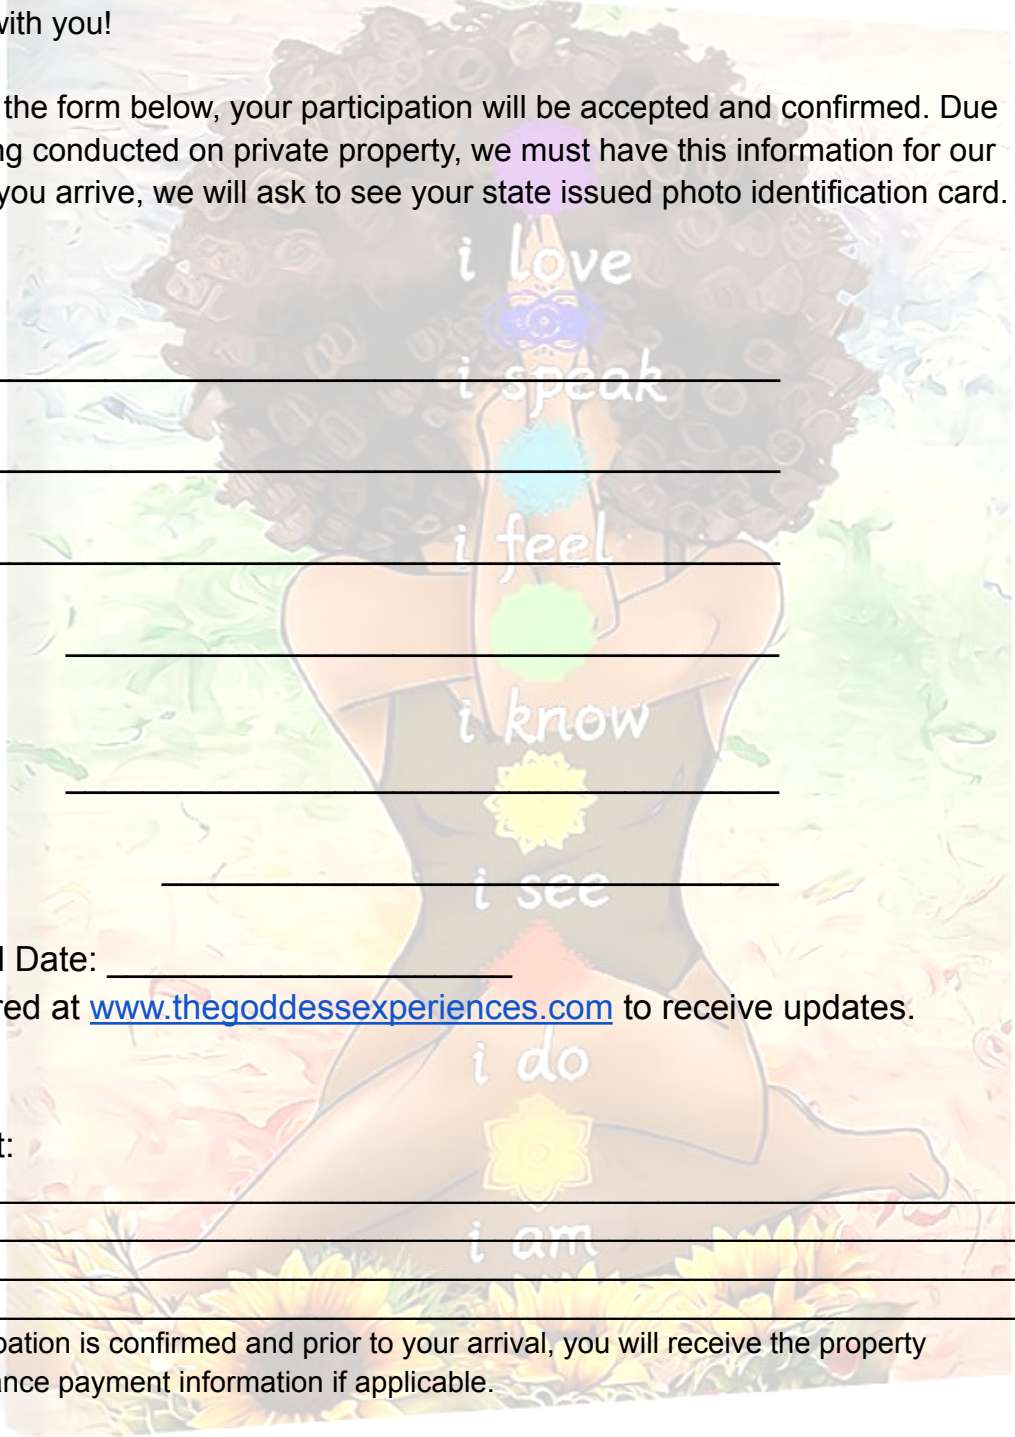 with you!
the form below, your participation will be accepted and confirmed. Due
ng conducted on private property, we must have this information for our
you arrive, we will ask to see your state issued photo identification card.
i love
i speak
i feel
i know
i see
Date:
red at www.thegoddessexperiences.com to receive updates.
i do
t:
i am
pation is confirmed and prior to your arrival, you will receive the property
ance payment information if applicable.